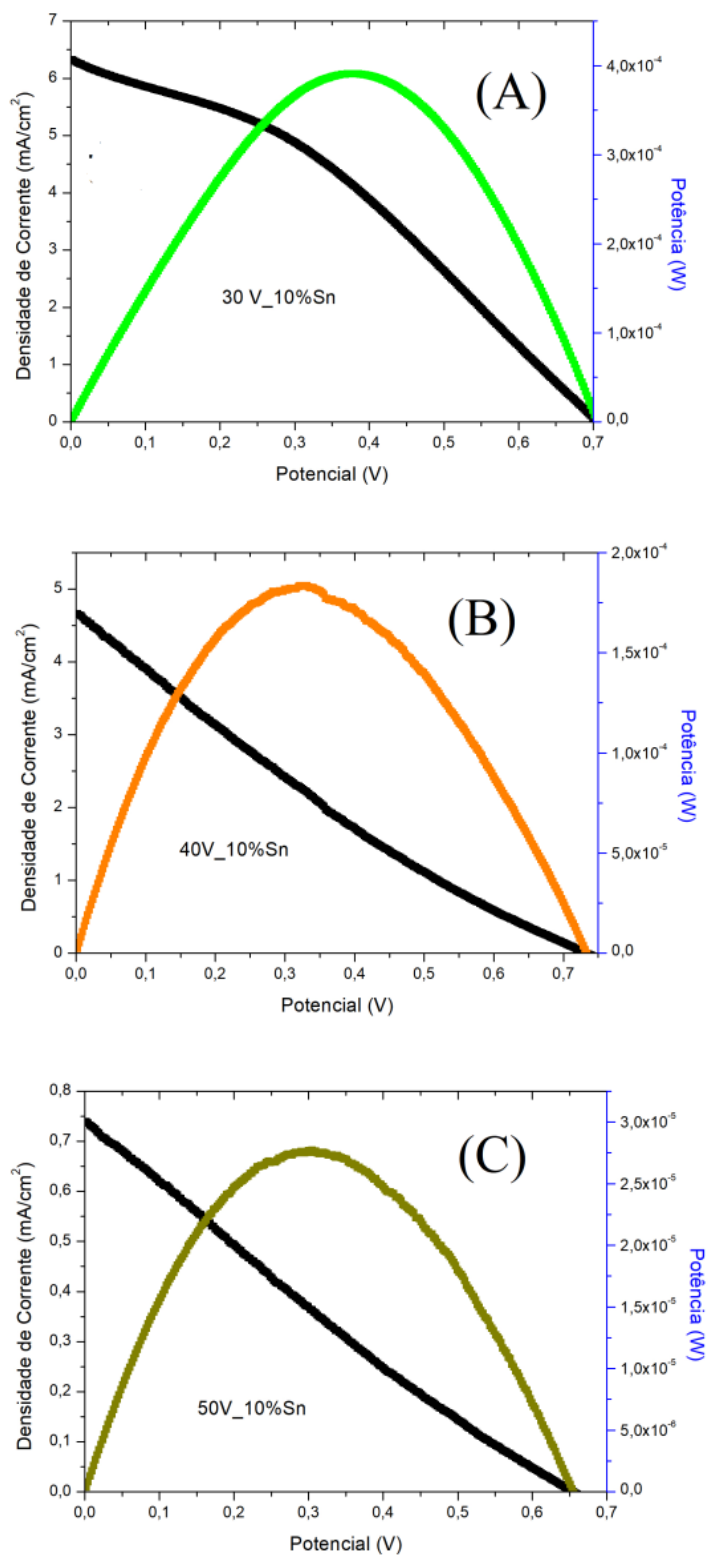 (A)
Densidade de Corrente (mA/cm²)
7
6
5
4
3
2
1
0
4,0x10⁻⁴
3,0x10⁻⁴
2,0x10⁻⁴
1,0x10⁻⁴
0,0
Potência (W)
30 V_10%Sn
0,0 0,1 0,2 0,3 0,4 0,5 0,6 0,7
Potencial (V)
(B)
Densidade de Corrente (mA/cm²)
5
4
3
2
1
0
2,0x10⁻⁴
1,5x10⁻⁴
1,0x10⁻⁴
5,0x10⁻⁵
0,0
Potência (W)
40V_10%Sn
0,0 0,1 0,2 0,3 0,4 0,5 0,6 0,7
Potencial (V)
(C)
Densidade de Corrente (mA/cm²)
0,8
0,7
0,6
0,5
0,4
0,3
0,2
0,1
0,0
3,0x10⁻⁵
2,5x10⁻⁵
2,0x10⁻⁵
1,5x10⁻⁵
1,0x10⁻⁵
5,0x10⁻⁶
0,0
Potência (W)
50V_10%Sn
0,0 0,1 0,2 0,3 0,4 0,5 0,6 0,7
Potencial (V)